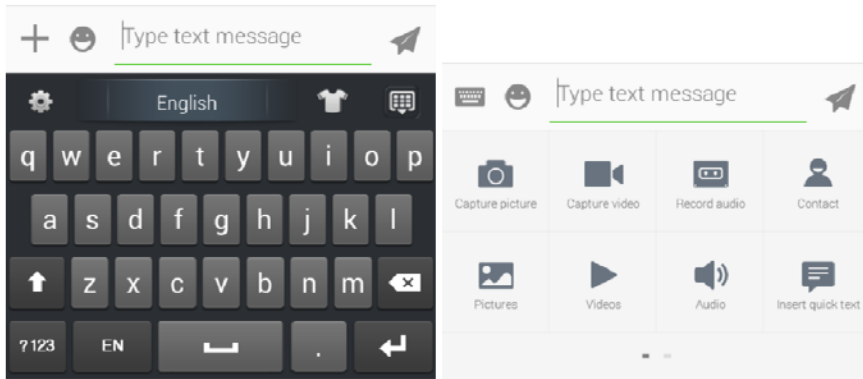 Type text message
English
q w e r t y u i o p
a s d f g h j k l
z x c v b n m
?123 EN .
Type text message
Capture picture Capture video Record audio Contact
Pictures Videos Audio Insert quick text